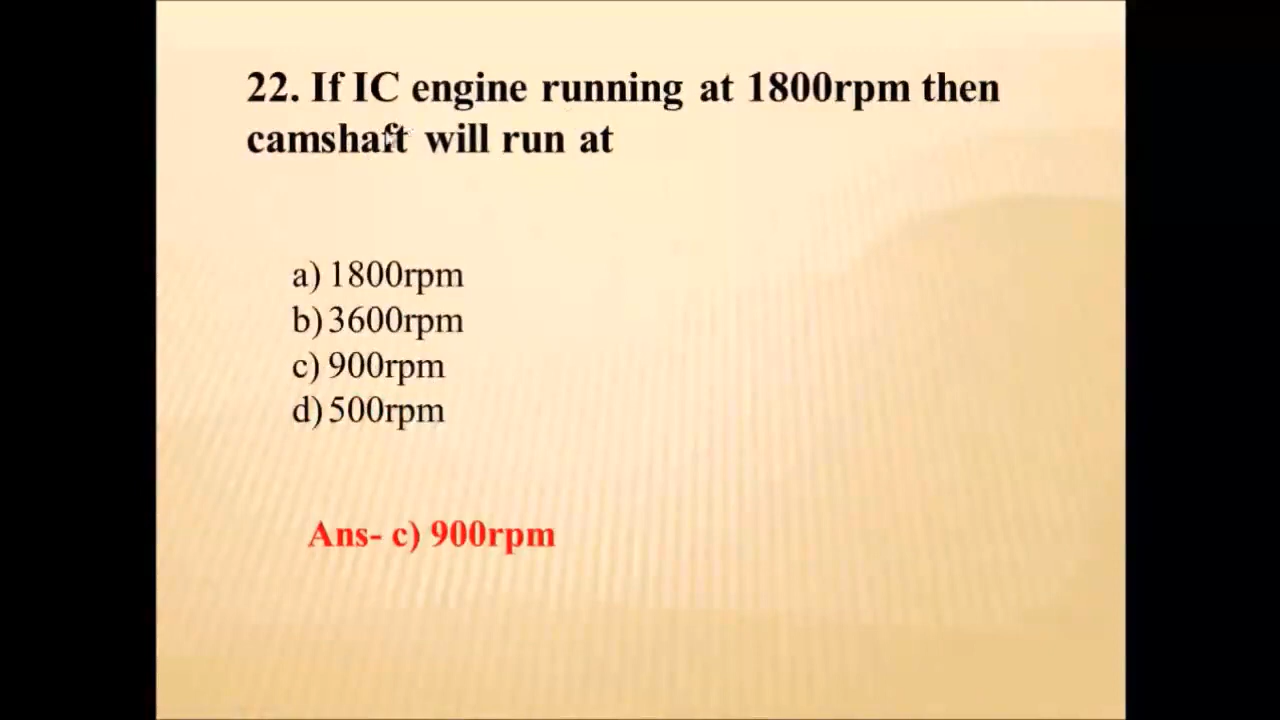 22. If IC engine running at 1800rpm then
camshaft will run at
a) 1800rpm
b) 3600rpm
c) 900rpm
d) 500rpm
Ans- c) 900rpm